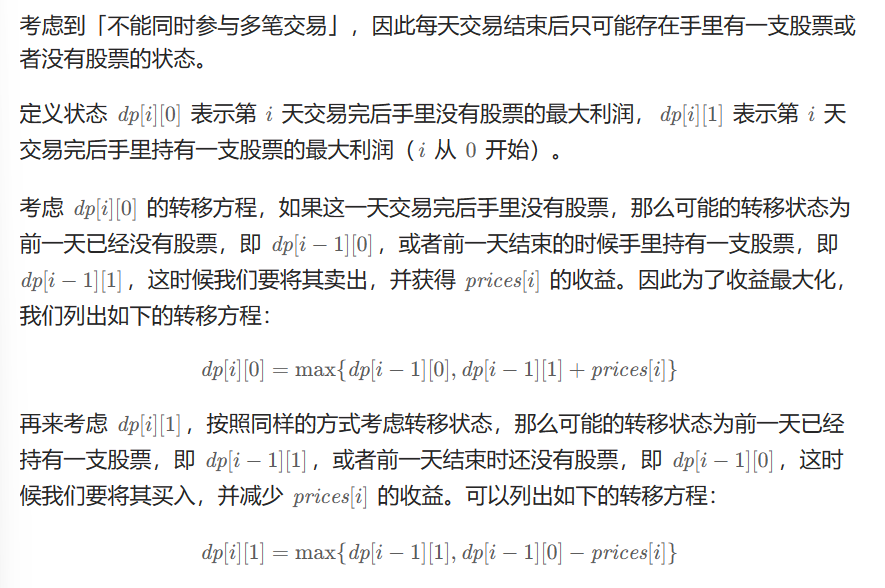 考虑到「不能同时参与多笔交易」，因此每天交易结束后只可能存在手里有一支股票或
者没有股票的状态。
定义状态 dp[i][0] 表示第 i 天交易完后手里没有股票的最大利润， dp[i][1] 表示第 i 天
交易完后手里持有一支股票的最大利润（i 从 0 开始）。
考虑 dp[i][0] 的转移方程，如果这一天交易完后手里没有股票，那么可能的转移状态为
前一天已经没有股票，即 dp[i − 1][0]，或者前一天结束的时候手里持有一支股票，即
dp[i − 1][1]，这时候我们要将其卖出，并获得 prices[i] 的收益。因此为了收益最大化，
我们列出如下的转移方程：
dp[i][0] = max{dp[i − 1][0], dp[i − 1][1] + prices[i]}
再来考虑 dp[i][1]，按照同样的方式考虑转移状态，那么可能的转移状态为前一天已经
持有一支股票，即 dp[i − 1][1]，或者前一天结束时还没有股票，即 dp[i − 1][0]，这时
候我们要将其买入，并减少 prices[i] 的收益。可以列出如下的转移方程：
dp[i][1] = max{dp[i − 1][1], dp[i − 1][0] − prices[i]}